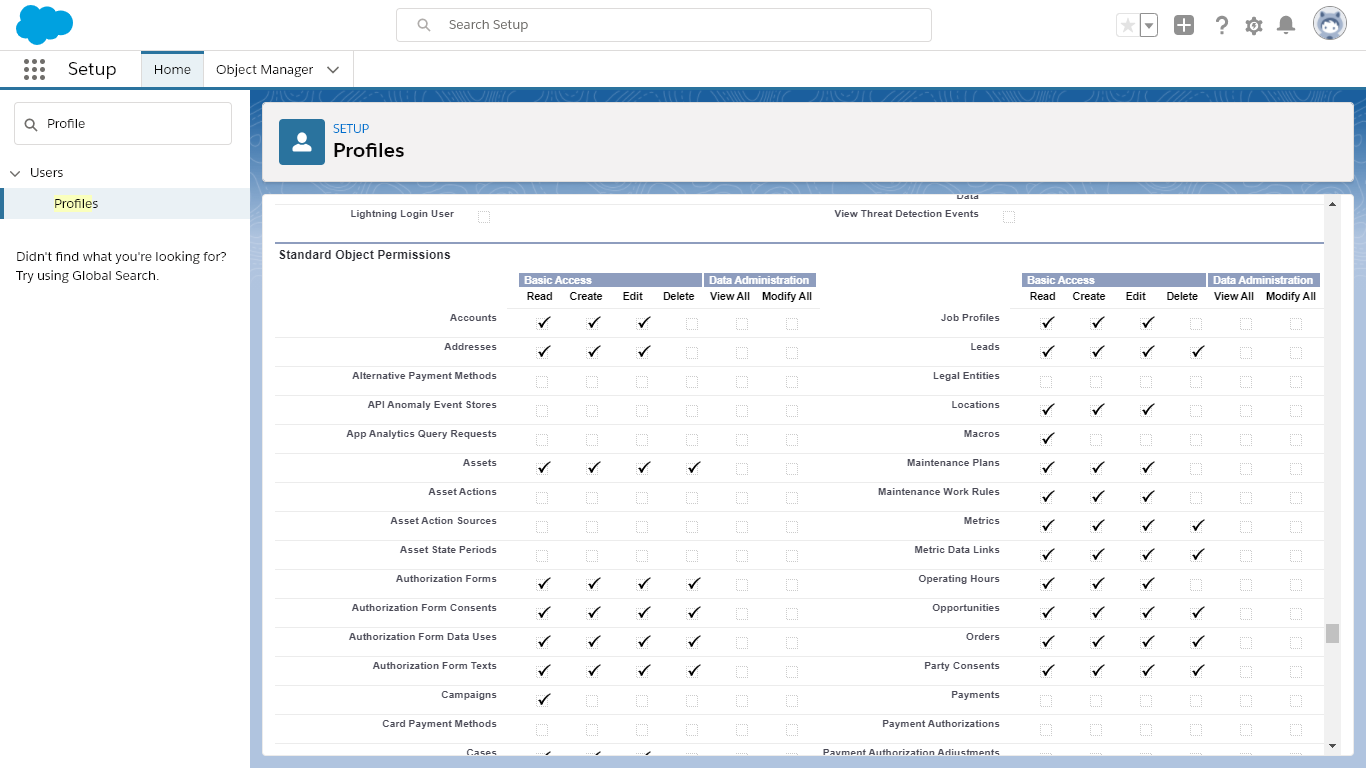 Search Setup
Setup
Home
Object Manager
Profile
Users
Profiles
Didn't find what you're looking for?
Try using Global Search.
SETUP
Profiles
Data
Lightning Login User
View Threat Detection Events
Standard Object Permissions
Basic Access Data Administration Basic Access Data Administration
Read Create Edit Delete View All Modify All Read Create Edit Delete View All Modify All
Accounts Job Profiles
Addresses Leads
Alternative Payment Methods Legal Entities
API Anomaly Event Stores Locations
App Analytics Query Requests Macros
Assets Maintenance Plans
Asset Actions Maintenance Work Rules
Asset Action Sources Metrics
Asset State Periods Metric Data Links
Authorization Forms Operating Hours
Authorization Form Consents Opportunities
Authorization Form Data Uses Orders
Authorization Form Texts Party Consents
Campaigns Payments
Card Payment Methods Payment Authorizations
Cases Payment Authorization Adjustments